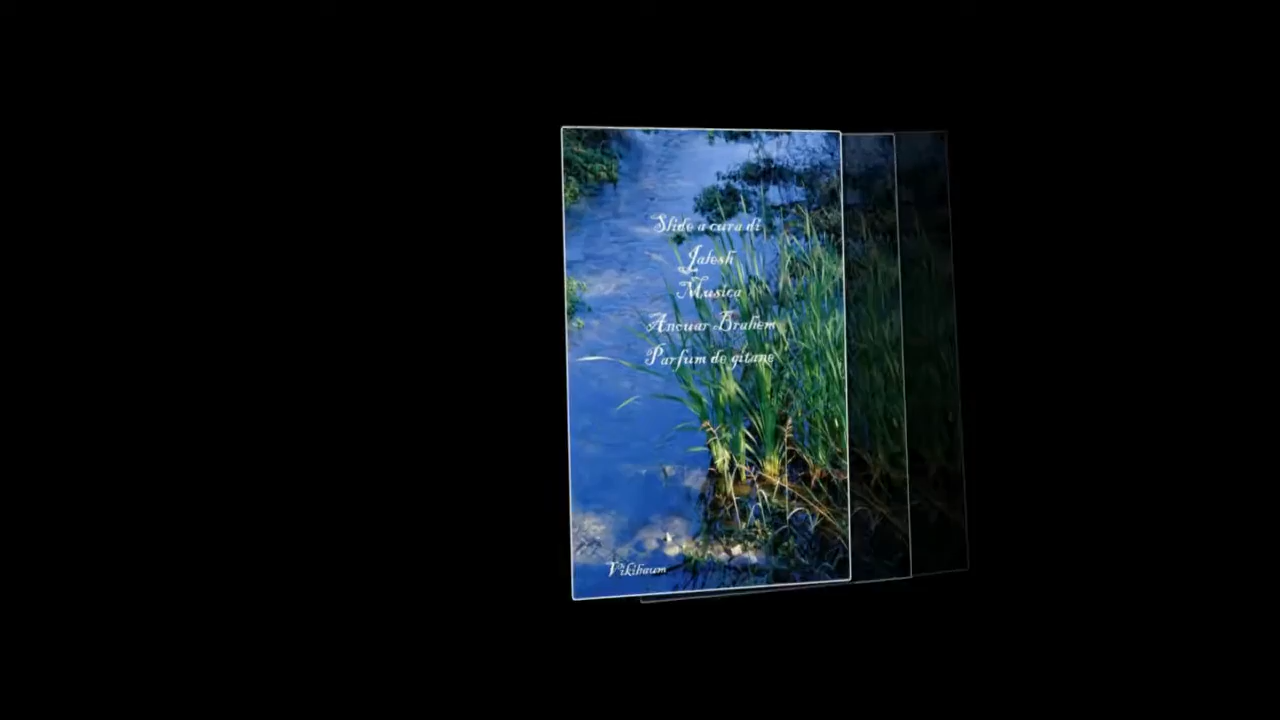 Slide a cura di
Jalesh
Musica
Anouar Brahem
Parfum de gitane
Vikibaum